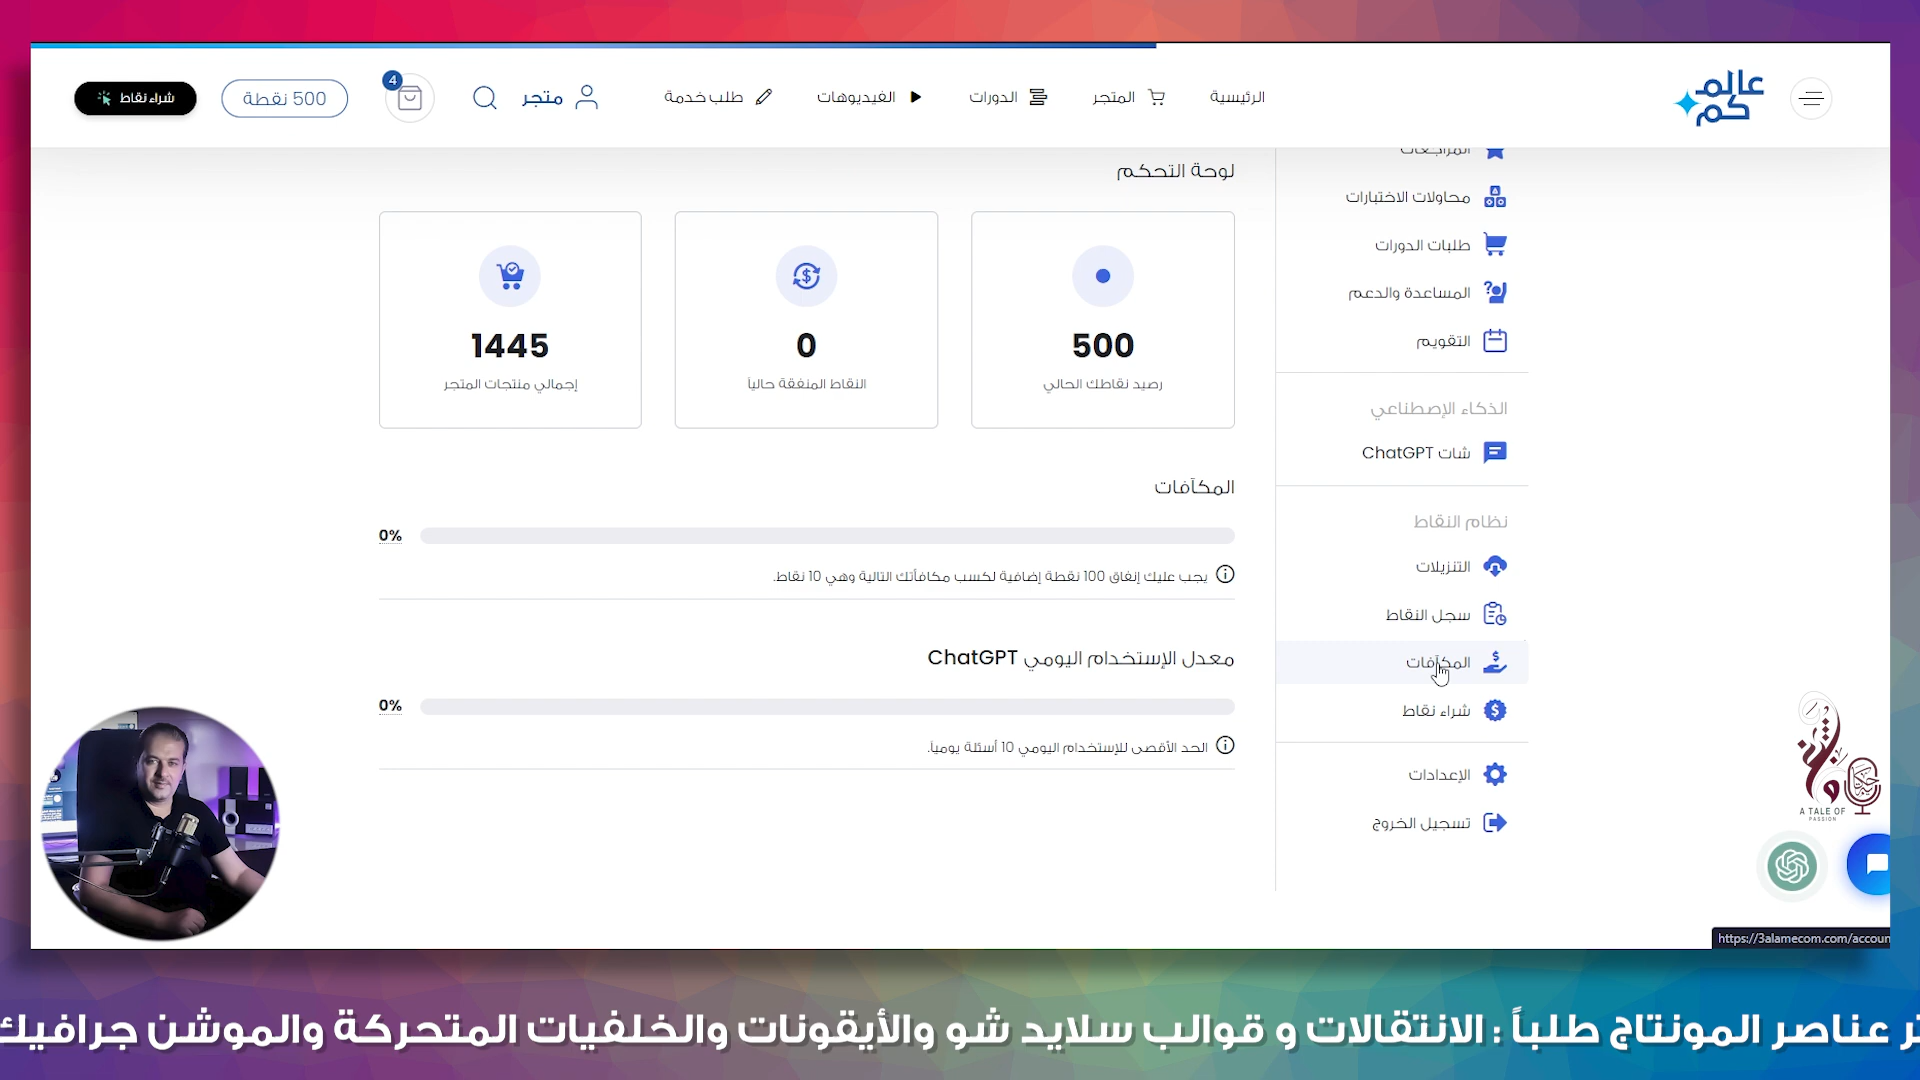 عالم كم
الرئيسية
المتجر
الدورات
الفيديوهات
طلب خدمة
متجر
4
500 نقطة
شراء نقاط
المراجعات
محاولات الاختبارات
طلبات الدورات
المساعدة والدعم
التقويم
الذكاء الإصطناعي
شات ChatGPT
نظام النقاط
التنزيلات
سجل النقاط
المكآفات
شراء نقاط
الإعدادات
تسجيل الخروج
لوحة التحكم
500
رصيد نقاطك الحالي
0
النقاط المنفقة حالياً
1445
إجمالي منتجات المتجر
المكآفات
0%
يجب عليك إنفاق 100 نقطة إضافية لكسب مكافأتك التالية وهي 10 نقاط.
معدل الإستخدام اليومي ChatGPT
0%
الحد الأقصى للإستخدام اليومي 10 أسئلة يومياً.
A TALE OF
PASSION
https://3alamecom.com/accoun
عناصر المونتاج طلباً : الانتقالات و قوالب سلايد شو والأيقونات والخلفيات المتحركة والموشن جرافيك